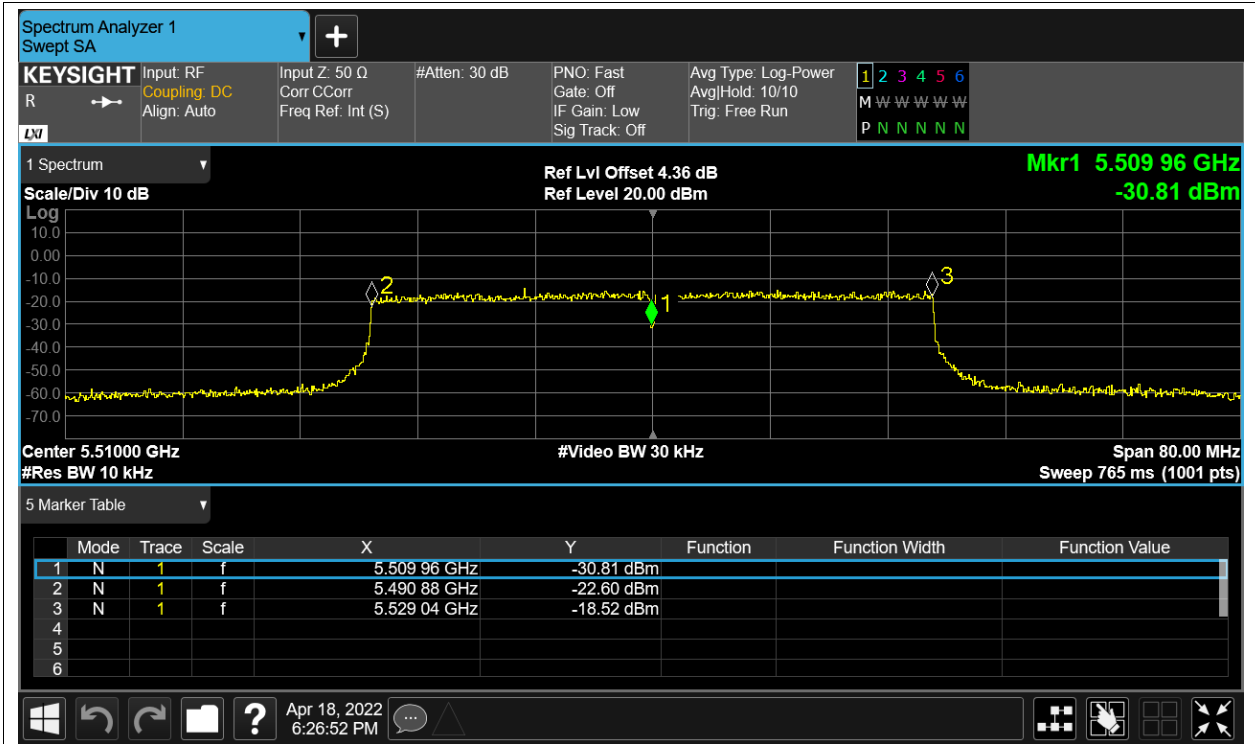 Spectrum Analyzer 1
Swept SA
+
KEYSIGHT Input: RF Input Z: 50 Ω #Atten: 30 dB PNO: Fast Avg Type: Log-Power 1 2 3 4 5 6
R Coupling: DC Corr CCorr Gate: Off Avg|Hold: 10/10 M W W W W W
Align: Auto Freq Ref: Int (S) IF Gain: Low Trig: Free Run
LXI Sig Track: Off P N N N N N
1 Spectrum Ref Lvl Offset 4.36 dB Mkr1 5.509 96 GHz
Scale/Div 10 dB Ref Level 20.00 dBm -30.81 dBm
Log
10.0
0.00
-10.0
-20.0
-30.0
-40.0
-50.0
-60.0
-70.0
2
1
3
Center 5.51000 GHz #Video BW 30 kHz Span 80.00 MHz
#Res BW 10 kHz Sweep 765 ms (1001 pts)
5 Marker Table
Mode Trace Scale X Y Function Function Width Function Value
1 N 1 f 5.509 96 GHz -30.81 dBm
2 N 1 f 5.490 88 GHz -22.60 dBm
3 N 1 f 5.529 04 GHz -18.52 dBm
4
5
6
? Apr 18, 2022
6:26:52 PM